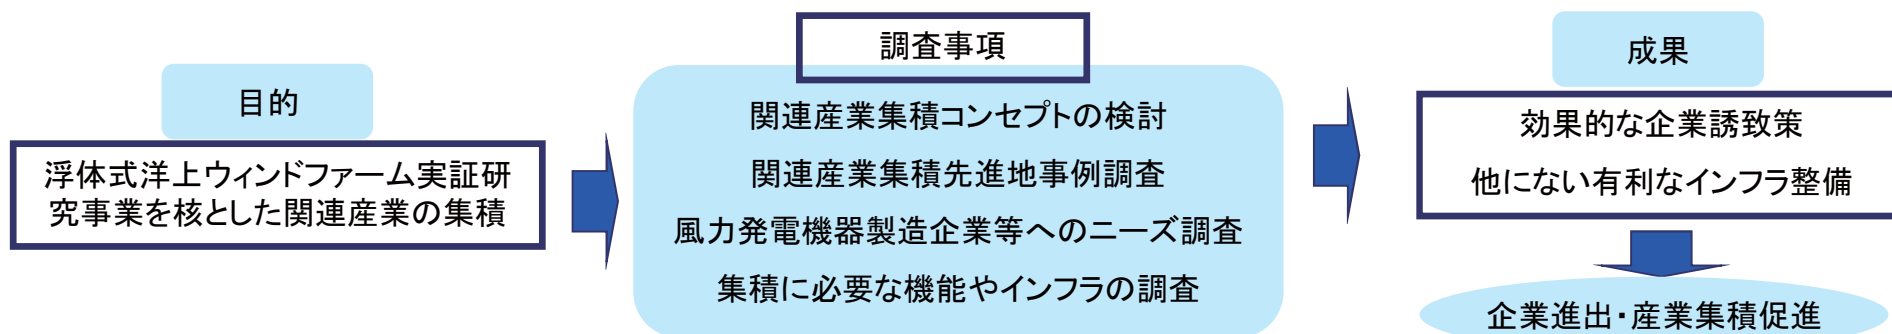 目的
浮体式洋上ウィンドファーム実証研
究事業を核とした関連産業の集積
調査事項
関連産業集積コンセプトの検討
関連産業集積先進地事例調査
風力発電機器製造企業等へのニーズ調査
集積に必要な機能やインフラの調査
成果
効果的な企業誘致策
他にない有利なインフラ整備
企業進出・産業集積促進